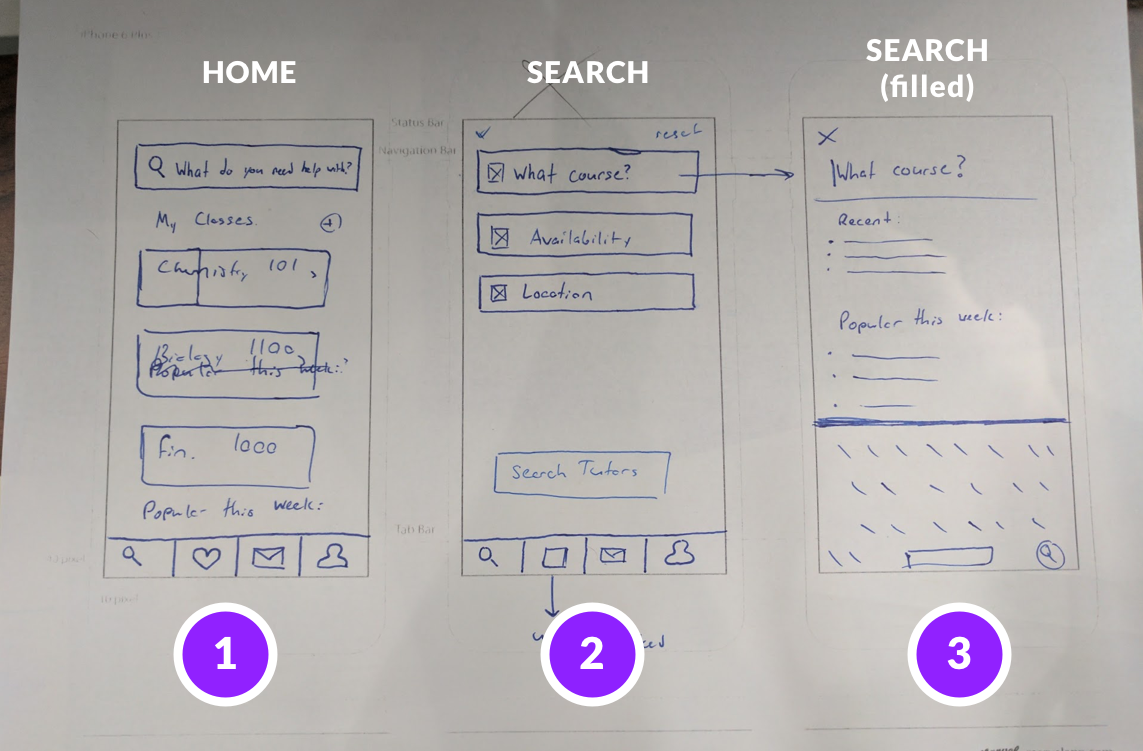 iPhone 6 Plus
HOME
What do you need help with?
My Classes
Chemistry 101
Biology 1100
Popular this week:
Fin. 1000
Popular this week:
1
Status Bar
Navigation Bar
Tab Bar
SEARCH
reset
What course?
Availability
Location
Search Tutors
2
SEARCH
(filled)
X
What course?
Recent:
Popular this week:
3